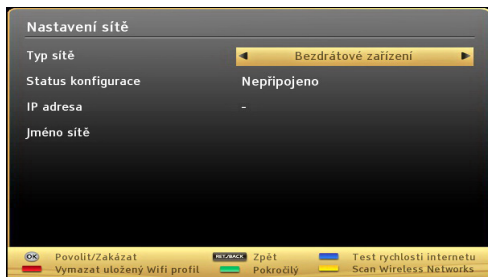 Nastavení sítě
Typ sítě ◀ Bezdrátové zařízení ▶
Status konfigurace Nepřipojeno
IP adresa -
Jméno sítě
OK Povolit/Zakázat RET./BACK Zpět Test rychlosti internetu
Vymazat uložený Wifi profil Pokročilý Scan Wireless Networks